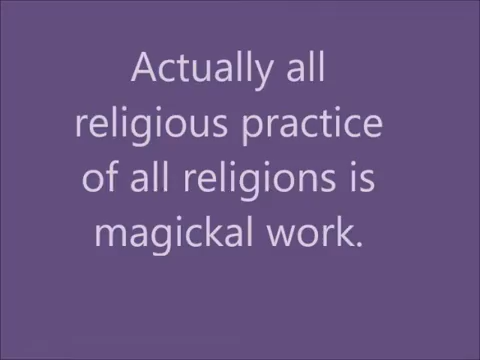 Actually all
religious practice
of all religions is
magickal work.